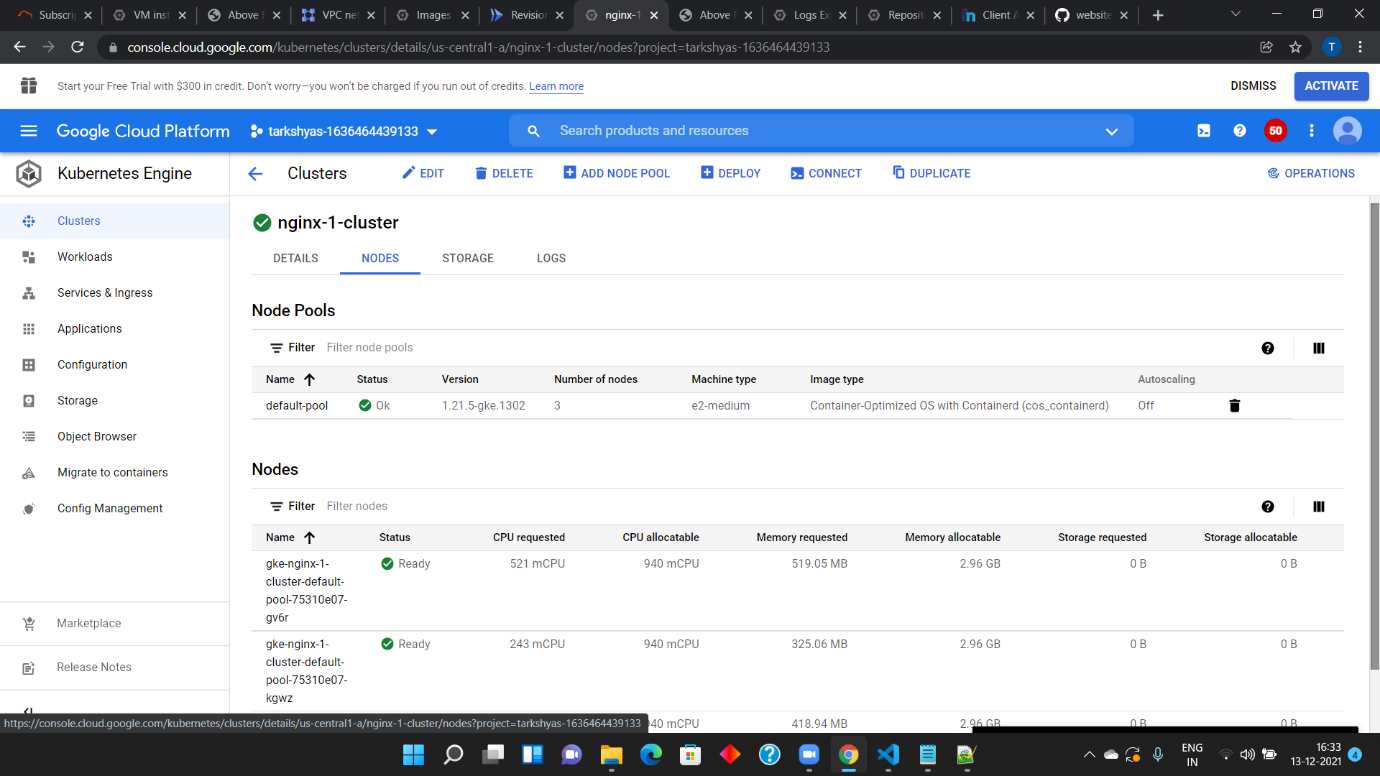 Subscri
VM inst
Above
VPC ne
Images
Revision
nginx-1
Above
Logs Ex
Reposit
in Client A
website
console.cloud.google.com/kubernetes/clusters/details/us-central1-a/nginx-1-cluster/nodes?project=tarkshyas-1636464439133
T
Start your Free Trial with $300 in credit. Don't worry—you won't be charged if you run out of credits. Learn more
DISMISS
ACTIVATE
Google Cloud Platform
tarkshyas-1636464439133
Search products and resources
50
Kubernetes Engine
Clusters
EDIT
DELETE
ADD NODE POOL
DEPLOY
CONNECT
DUPLICATE
OPERATIONS
Clusters
Workloads
Services & Ingress
Applications
Configuration
Storage
Object Browser
Migrate to containers
Config Management
Marketplace
Release Notes
nginx-1-cluster
DETAILS NODES STORAGE LOGS
Node Pools
Filter Filter node pools
Name Status Version Number of nodes Machine type Image type Autoscaling
default-pool Ok 1.21.5-gke.1302 3 e2-medium Container-Optimized OS with Containerd (cos_containerd) Off
Nodes
Filter Filter nodes
Name Status CPU requested CPU allocatable Memory requested Memory allocatable Storage requested Storage allocatable
gke-nginx-1- Ready 521 mCPU 940 mCPU 519.05 MB 2.96 GB 0 B 0 B
cluster-default-
pool-75310e07-
gv6r
gke-nginx-1- Ready 243 mCPU 940 mCPU 325.06 MB 2.96 GB 0 B 0 B
cluster-default-
pool-75310e07-
kgwz
https://console.cloud.google.com/kubernetes/clusters/details/us-central1-a/nginx-1-cluster/nodes?project=tarkshyas-1636464439133
940 mCPU 418.94 MB 2.96 GB 0 B 0 B
ENG
IN
16:33
13-12-2021
4